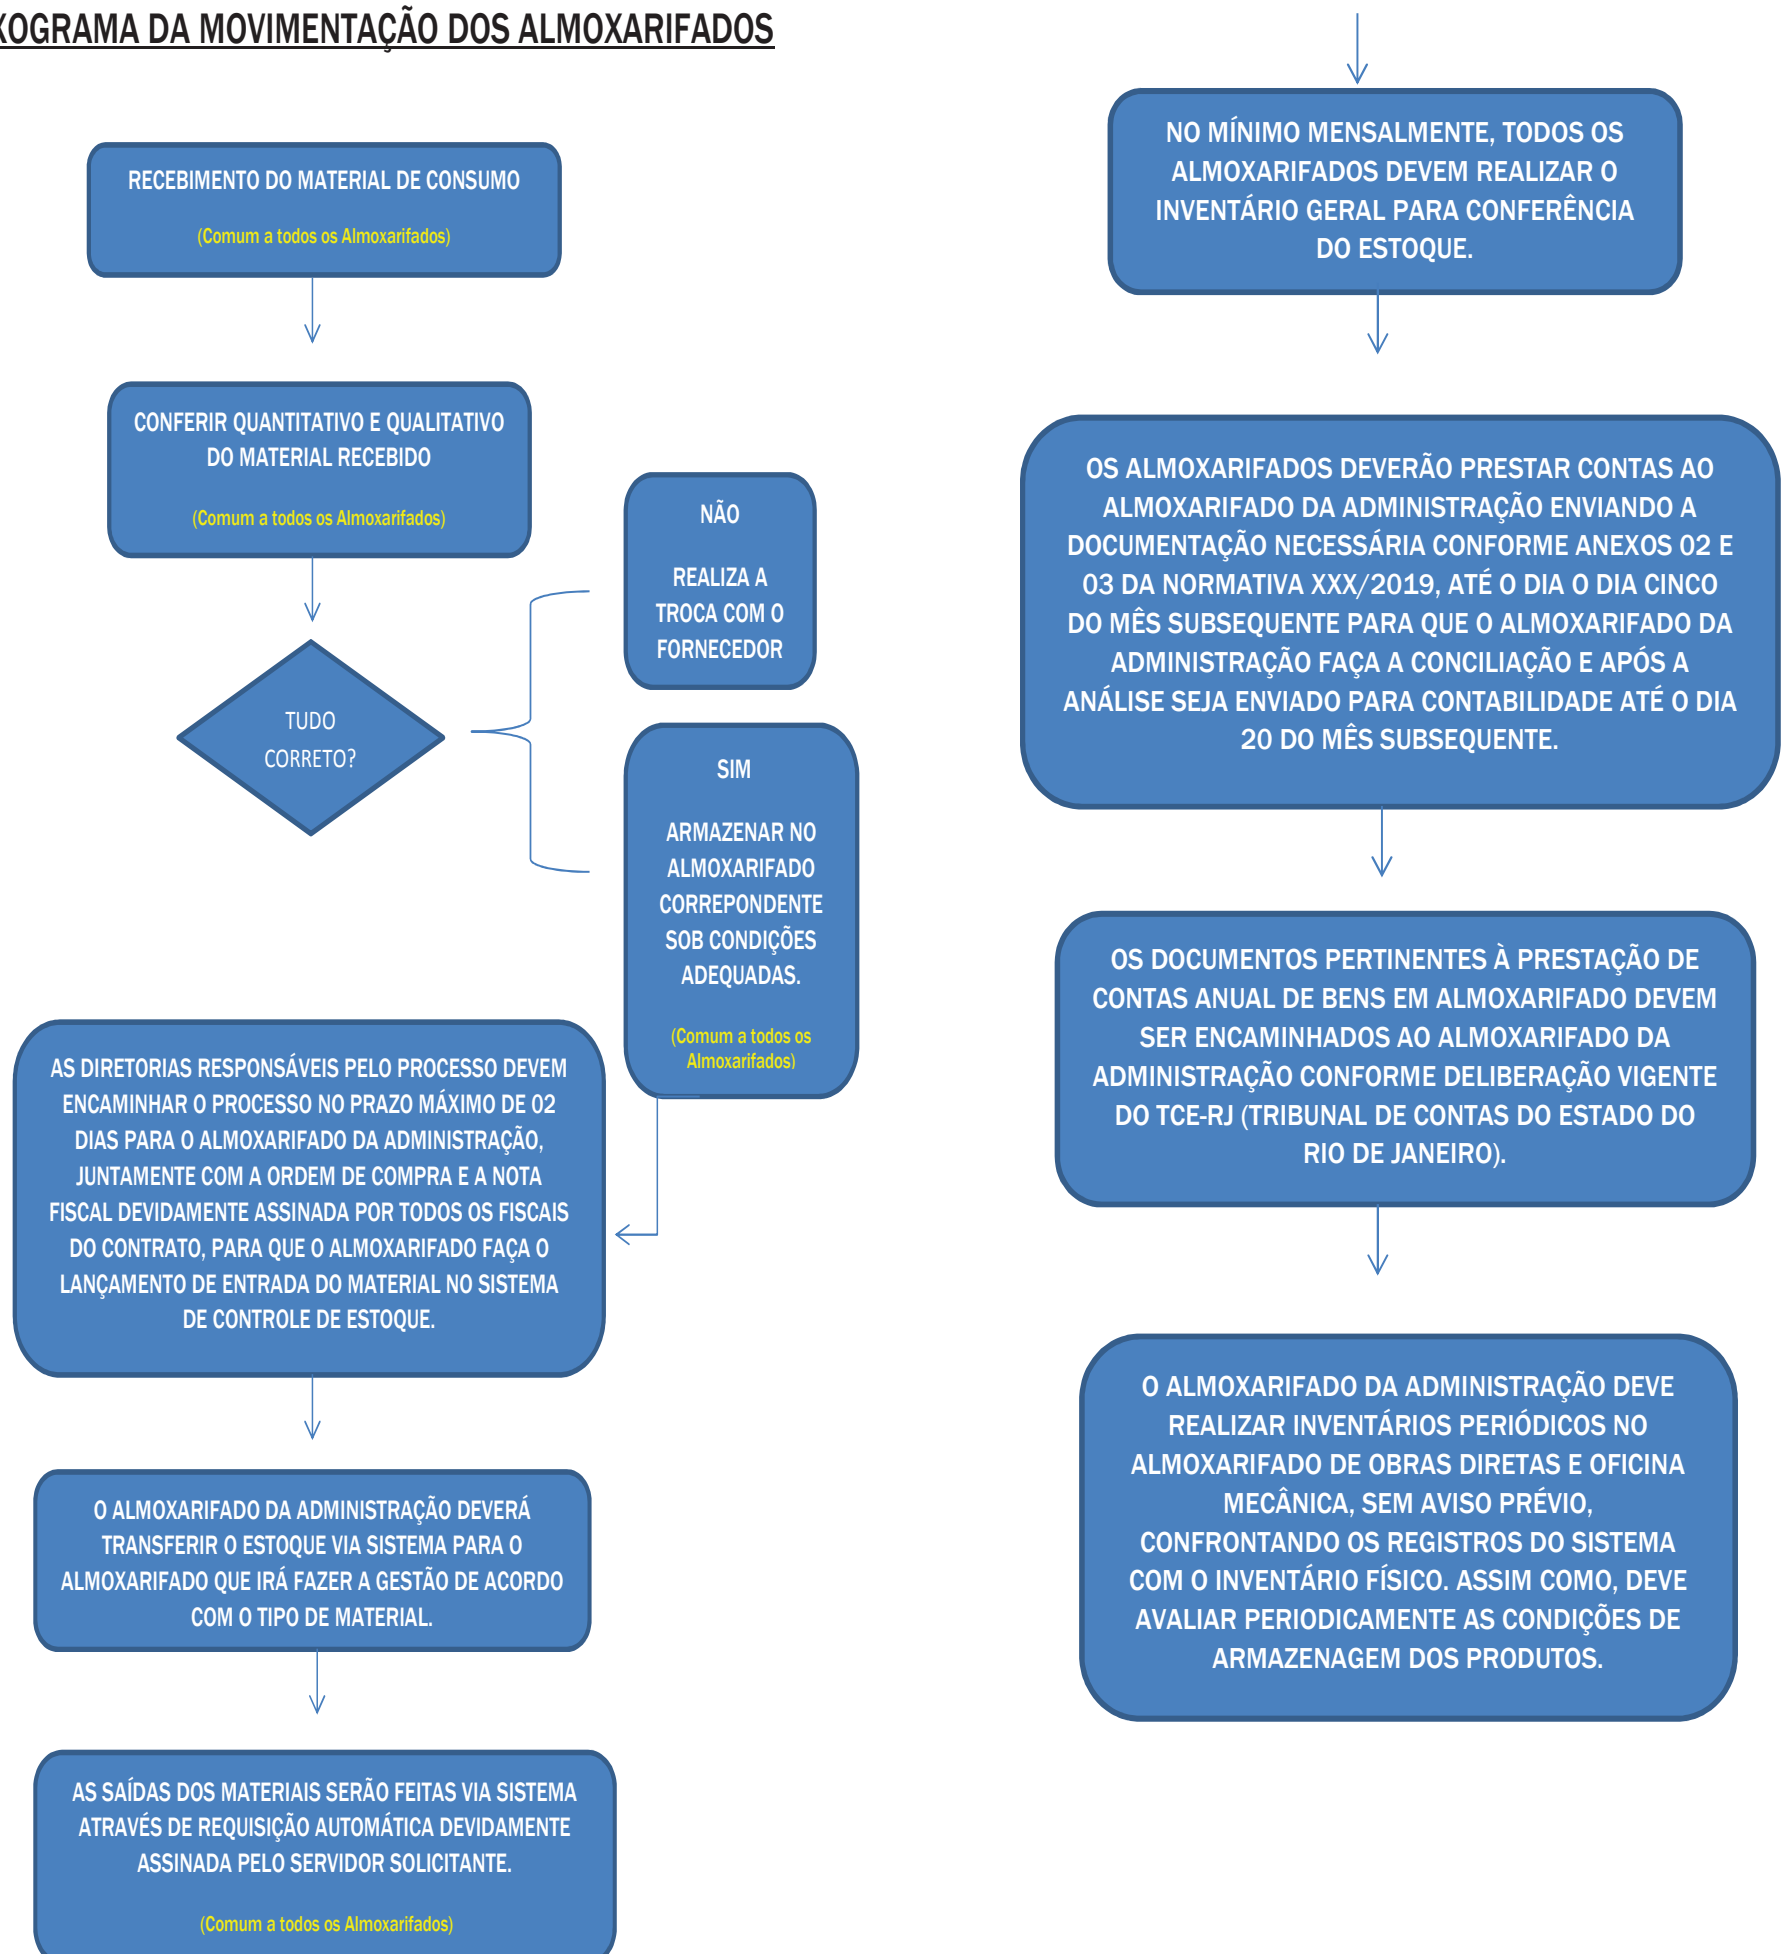 XOGRAMA DA MOVIMENTAÇÃO DOS ALMOXARIFADOS
RECEBIMENTO DO MATERIAL DE CONSUMO
(Comum a todos os Almoxarifados)
CONFERIR QUANTITATIVO E QUALITATIVO
DO MATERIAL RECEBIDO
(Comum a todos os Almoxarifados)
TUDO
CORRETO?
NÃO
REALIZA A
TROCA COM O
FORNECEDOR
SIM
ARMAZENAR NO
ALMOXARIFADO
CORREPONDENTE
SOB CONDIÇÕES
ADEQUADAS.
(Comum a todos os
Almoxarifados)
AS DIRETORIAS RESPONSÁVEIS PELO PROCESSO DEVEM
ENCAMINHAR O PROCESSO NO PRAZO MÁXIMO DE 02
DIAS PARA O ALMOXARIFADO DA ADMINISTRAÇÃO,
JUNTAMENTE COM A ORDEM DE COMPRA E A NOTA
FISCAL DEVIDAMENTE ASSINADA POR TODOS OS FISCAIS
DO CONTRATO, PARA QUE O ALMOXARIFADO FAÇA O
LANÇAMENTO DE ENTRADA DO MATERIAL NO SISTEMA
DE CONTROLE DE ESTOQUE.
O ALMOXARIFADO DA ADMINISTRAÇÃO DEVERÁ
TRANSFERIR O ESTOQUE VIA SISTEMA PARA O
ALMOXARIFADO QUE IRÁ FAZER A GESTÃO DE ACORDO
COM O TIPO DE MATERIAL.
AS SAÍDAS DOS MATERIAIS SERÃO FEITAS VIA SISTEMA
ATRAVÉS DE REQUISIÇÃO AUTOMÁTICA DEVIDAMENTE
ASSINADA PELO SERVIDOR SOLICITANTE.
(Comum a todos os Almoxarifados)
NO MÍNIMO MENSALMENTE, TODOS OS
ALMOXARIFADOS DEVEM REALIZAR O
INVENTÁRIO GERAL PARA CONFERÊNCIA
DO ESTOQUE.
OS ALMOXARIFADOS DEVERÃO PRESTAR CONTAS AO
ALMOXARIFADO DA ADMINISTRAÇÃO ENVIANDO A
DOCUMENTAÇÃO NECESSÁRIA CONFORME ANEXOS 02 E
03 DA NORMATIVA XXX/2019, ATÉ O DIA O DIA CINCO
DO MÊS SUBSEQUENTE PARA QUE O ALMOXARIFADO DA
ADMINISTRAÇÃO FAÇA A CONCILIAÇÃO E APÓS A
ANÁLISE SEJA ENVIADO PARA CONTABILIDADE ATÉ O DIA
20 DO MÊS SUBSEQUENTE.
OS DOCUMENTOS PERTINENTES À PRESTAÇÃO DE
CONTAS ANUAL DE BENS EM ALMOXARIFADO DEVEM
SER ENCAMINHADOS AO ALMOXARIFADO DA
ADMINISTRAÇÃO CONFORME DELIBERAÇÃO VIGENTE
DO TCE-RJ (TRIBUNAL DE CONTAS DO ESTADO DO
RIO DE JANEIRO).
O ALMOXARIFADO DA ADMINISTRAÇÃO DEVE
REALIZAR INVENTÁRIOS PERIÓDICOS NO
ALMOXARIFADO DE OBRAS DIRETAS E OFICINA
MECÂNICA, SEM AVISO PRÉVIO,
CONFRONTANDO OS REGISTROS DO SISTEMA
COM O INVENTÁRIO FÍSICO. ASSIM COMO, DEVE
AVALIAR PERIODICAMENTE AS CONDIÇÕES DE
ARMAZENAGEM DOS PRODUTOS.